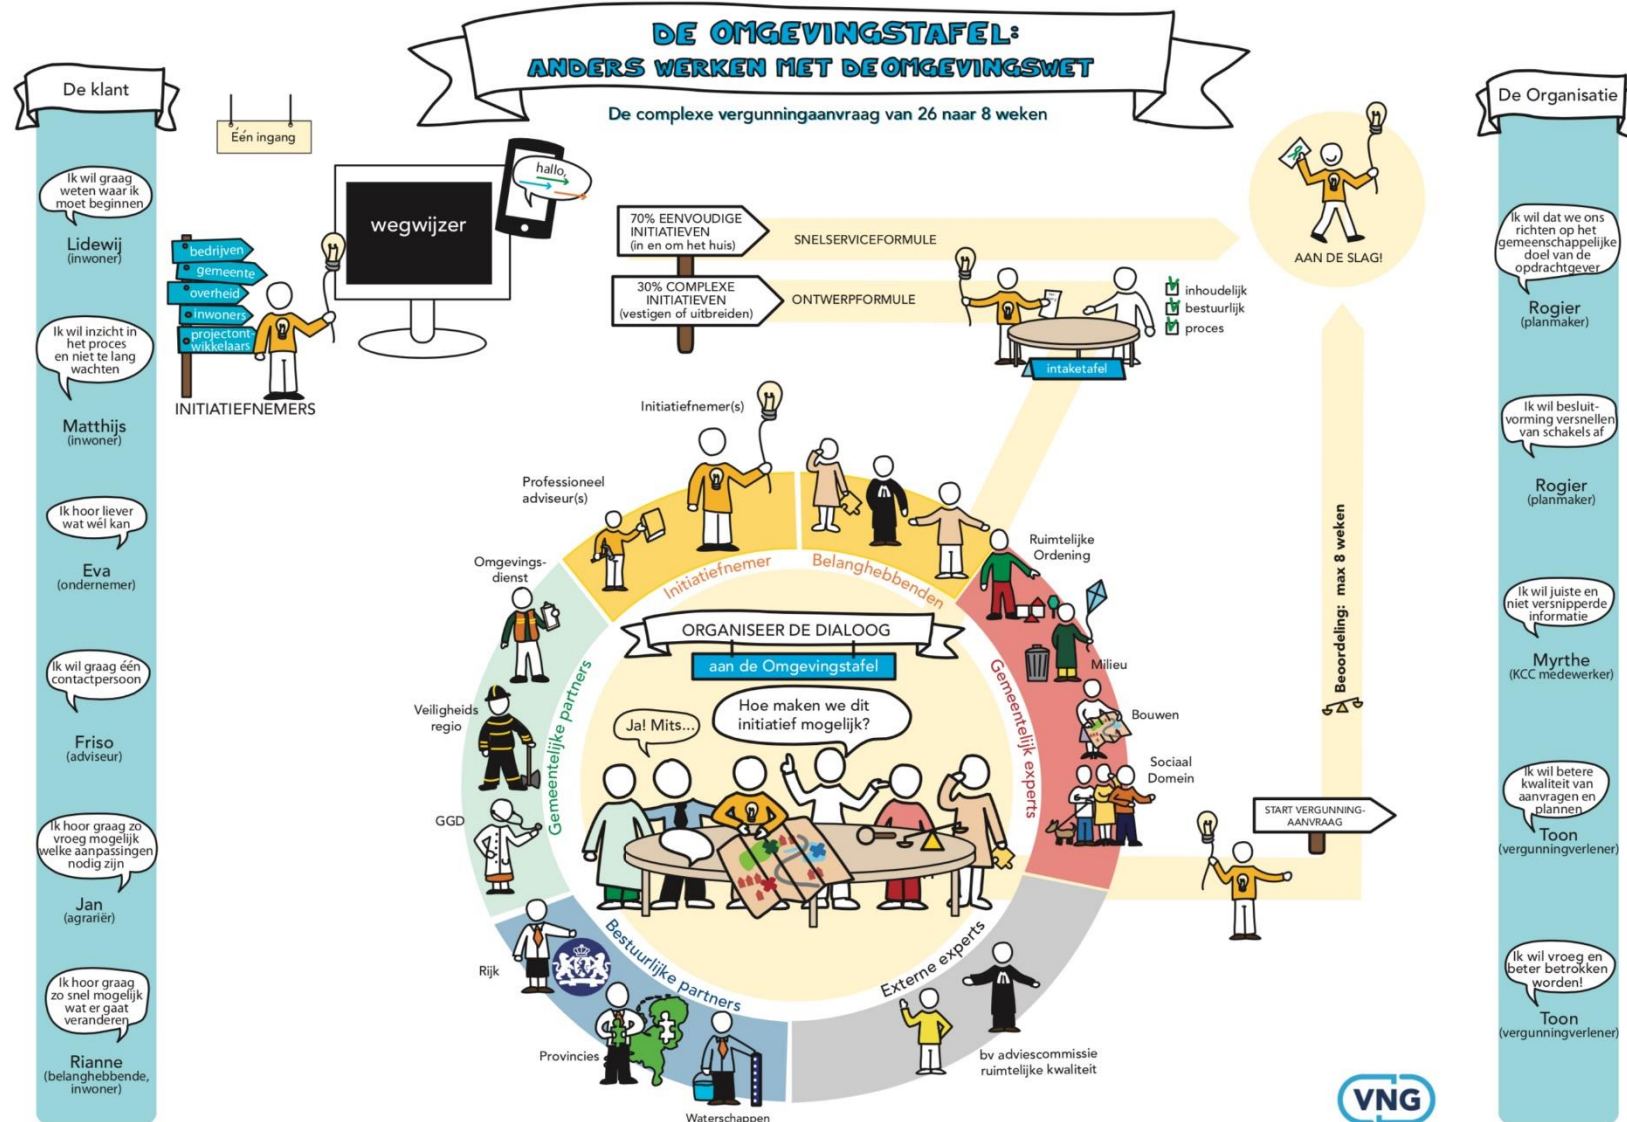 DE OMGEVINGSTAFEL:
ANDERS WERKEN MET DE OMGEVINGSWET
De complexe vergunningaanvraag van 26 naar 8 weken
De klant
Ik wil graag
weten waar ik
moet beginnen
Lidewij
(inwoner)
Ik wil inzicht in
het proces
en niet te lang
wachten
Matthijs
(inwoner)
Ik hoor liever
wat wél kan
Eva
(ondernemer)
Ik wil graag één
contactpersoon
Friso
(adviseur)
Ik hoor graag zo
vroeg mogelijk
welke aanpassingen
nodig zijn
Jan
(agrariër)
Ik hoor graag
zo snel mogelijk
wat er gaat
veranderen
Rianne
(belanghebbende,
inwoner)
Één ingang
bedrijven
gemeente
overheid
inwoners
projectont-
wikkelaars
INITIATIEFNEMERS
wegwijzer
hallo,
70% EENVOUDIGE
INITIATIEVEN
(in en om het huis)
SNELSERVICEFORMULE
30% COMPLEXE
INITIATIEVEN
(vestigen of uitbreiden)
ONTWERPFORMULE
inhoudelijk
bestuurlijk
proces
intaketafel
AAN DE SLAG!
Initiatiefnemer(s)
Professioneel
adviseur(s)
Initiatiefnemer
Belanghebbenden
Omgevings-
dienst
Veiligheids
regio
GGD
Gemeentelijke partners
Ruimtelijke
Ordening
Milieu
Bouwen
Sociaal
Domein
Gemeentelijk experts
ORGANISEER DE DIALOOG
aan de Omgevingstafel
Ja! Mits...
Hoe maken we dit
initiatief mogelijk?
Rijk
Provincies
Waterschappen
Bestuurlijke partners
Externe experts
bv adviescommissie
ruimtelijke kwaliteit
START VERGUNNING-
AANVRAAG
Beoordeling: max 8 weken
De Organisatie
Ik wil dat we ons
richten op het
gemeenschappelijke
doel van de
opdrachtgever
Rogier
(planmaker)
Ik wil besluit-
vorming versnellen
van schakels af
Rogier
(planmaker)
Ik wil juiste en
niet versnipperde
informatie
Myrthe
(KCC medewerker)
Ik wil betere
kwaliteit van
aanvragen en
plannen
Toon
(vergunningverlener)
Ik wil vroeg en
beter betrokken
worden!
Toon
(vergunningverlener)
VNG